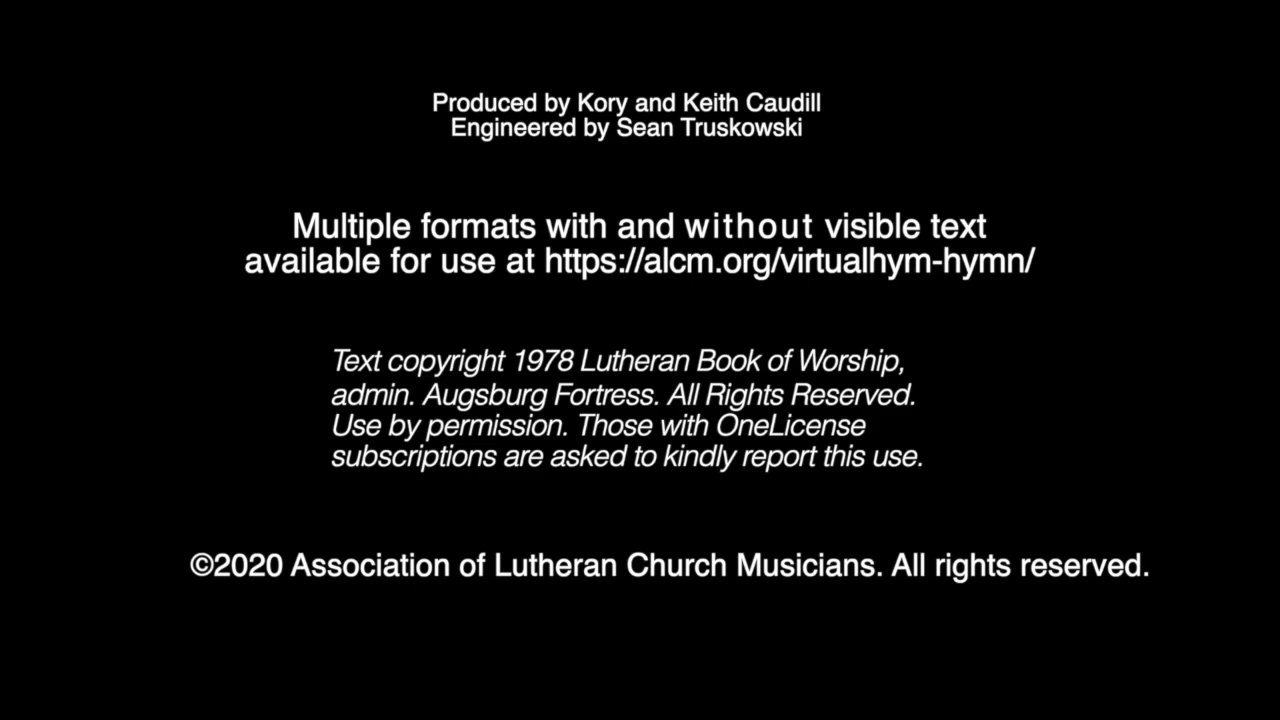 Produced by Kory and Keith Caudill
Engineered by Sean Truskowski
Multiple formats with and without visible text
available for use at https://alcm.org/virtualhym-hymn/
Text copyright 1978 Lutheran Book of Worship,
admin. Augsburg Fortress. All Rights Reserved.
Use by permission. Those with OneLicense
subscriptions are asked to kindly report this use.
©2020 Association of Lutheran Church Musicians. All rights reserved.